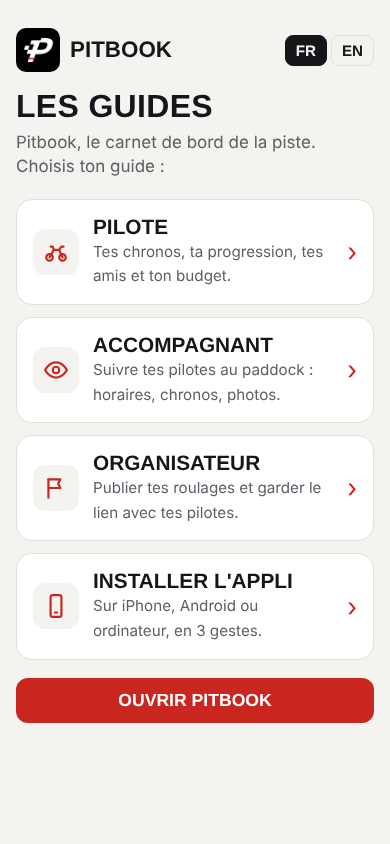 PITBOOK
FR
EN
LES GUIDES
Pitbook, le carnet de bord de la piste.
Choisis ton guide :
PILOTE
Tes chronos, ta progression, tes
amis et ton budget.
ACCOMPAGNANT
Suivre tes pilotes au paddock :
horaires, chronos, photos.
ORGANISATEUR
Publier tes roulages et garder le
lien avec tes pilotes.
INSTALLER L'APPLI
Sur iPhone, Android ou
ordinateur, en 3 gestes.
OUVRIR PITBOOK